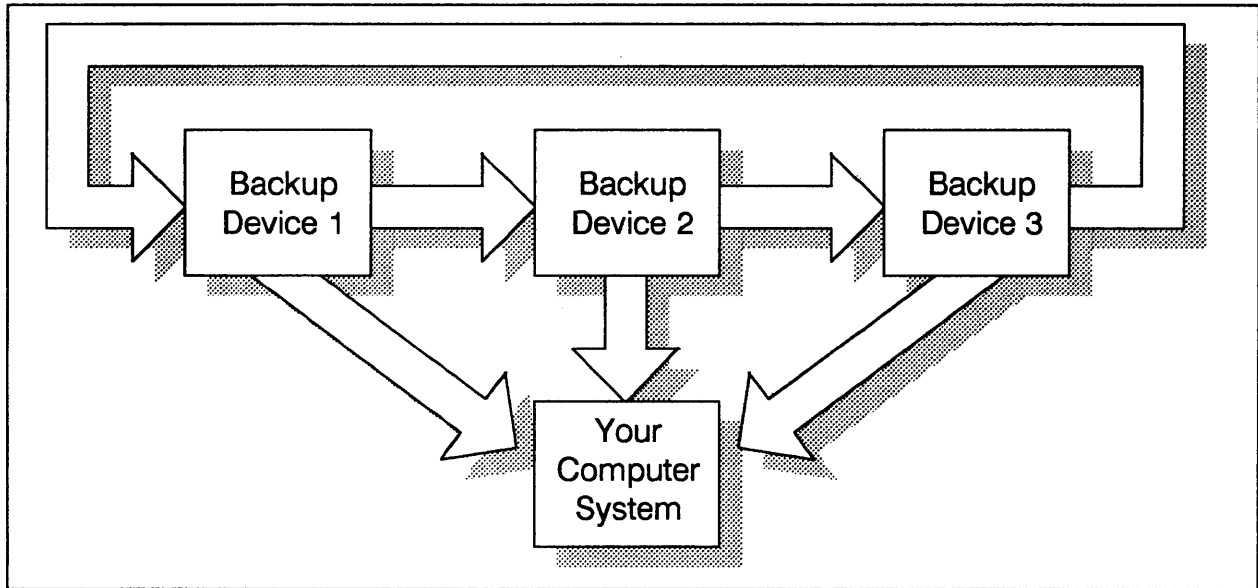 Backup
Device 1
Backup
Device 2
Backup
Device 3
Your
Computer
System